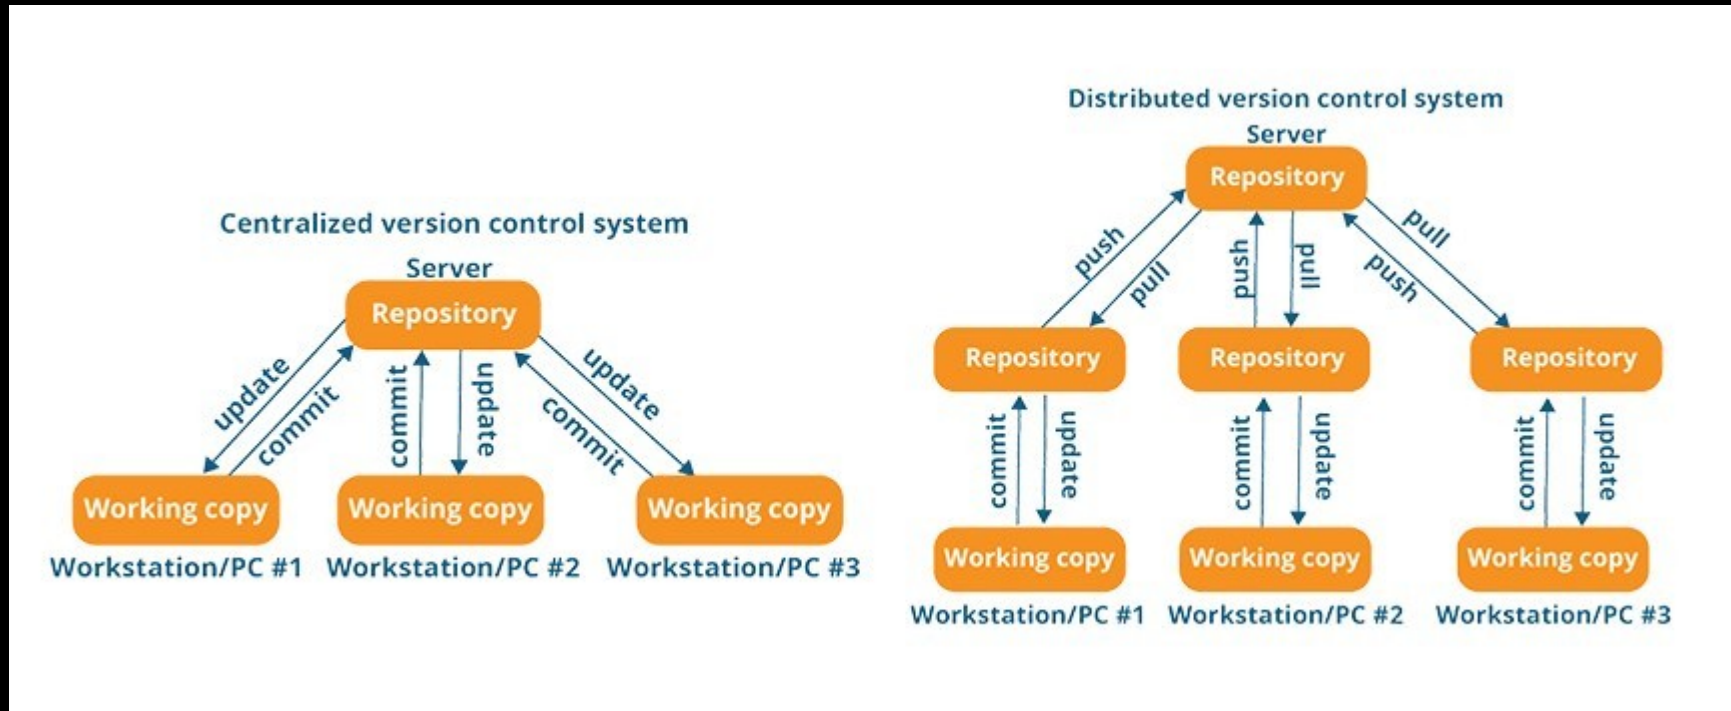 Centralized version control system
Server
Repository
update
commit
commit
update
update
commit
Working copy
Working copy
Working copy
Workstation/PC #1
Workstation/PC #2
Workstation/PC #3
Distributed version control system
Server
Repository
push
pull
push
pull
pull
push
Repository
Repository
Repository
commit
update
commit
update
commit
update
Working copy
Working copy
Working copy
Workstation/PC #1
Workstation/PC #2
Workstation/PC #3